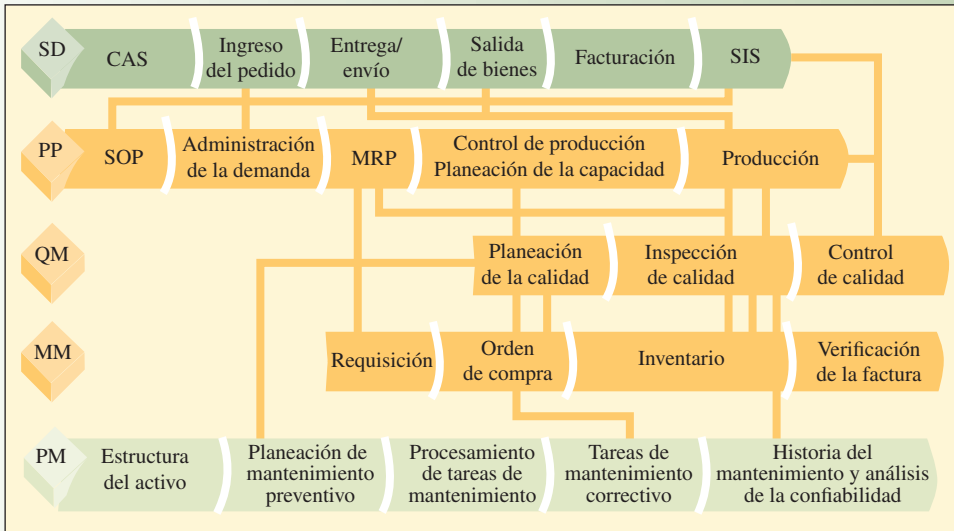 SD
CAS
Ingreso
del pedido
Entrega/
envío
Salida
de bienes
Facturación
SIS
PP
SOP
Administración
de la demanda
MRP
Control de producción
Planeación de la capacidad
Producción
QM
Planeación
de la calidad
Inspección
de calidad
Control
de calidad
MM
Requisición
Orden
de compra
Inventario
Verificación
de la factura
PM
Estructura
del activo
Planeación de
mantenimiento
preventivo
Procesamiento
de tareas de
mantenimiento
Tareas de
mantenimiento
correctivo
Historia del
mantenimiento y análisis
de la confiabilidad